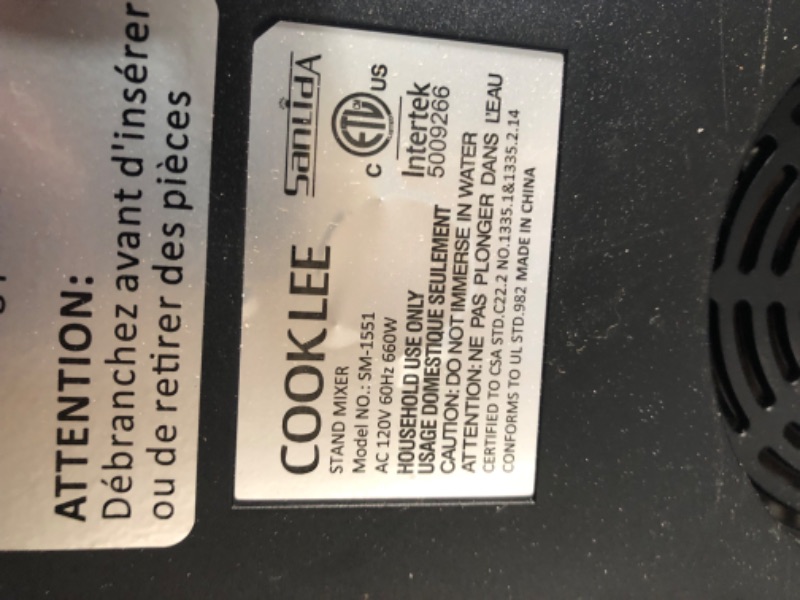 ATTENTION:
Débranchez avant d'insérer
ou de retirer des pièces
COOKLEE
SanLidA
STAND MIXER
Model NO.: SM-1551
AC 120V 60Hz 660W
C ETL CM US
Intertek
5009266
HOUSEHOLD USE ONLY
USAGE DOMESTIQUE SEULEMENT
CAUTION: DO NOT IMMERSE IN WATER
ATTENTION: NE PAS PLONGER DANS L'EAU
CERTIFIED TO CSA STD.C22.2 NO.1335.1&1335.2.14
CONFORMS TO UL STD.982 MADE IN CHINA